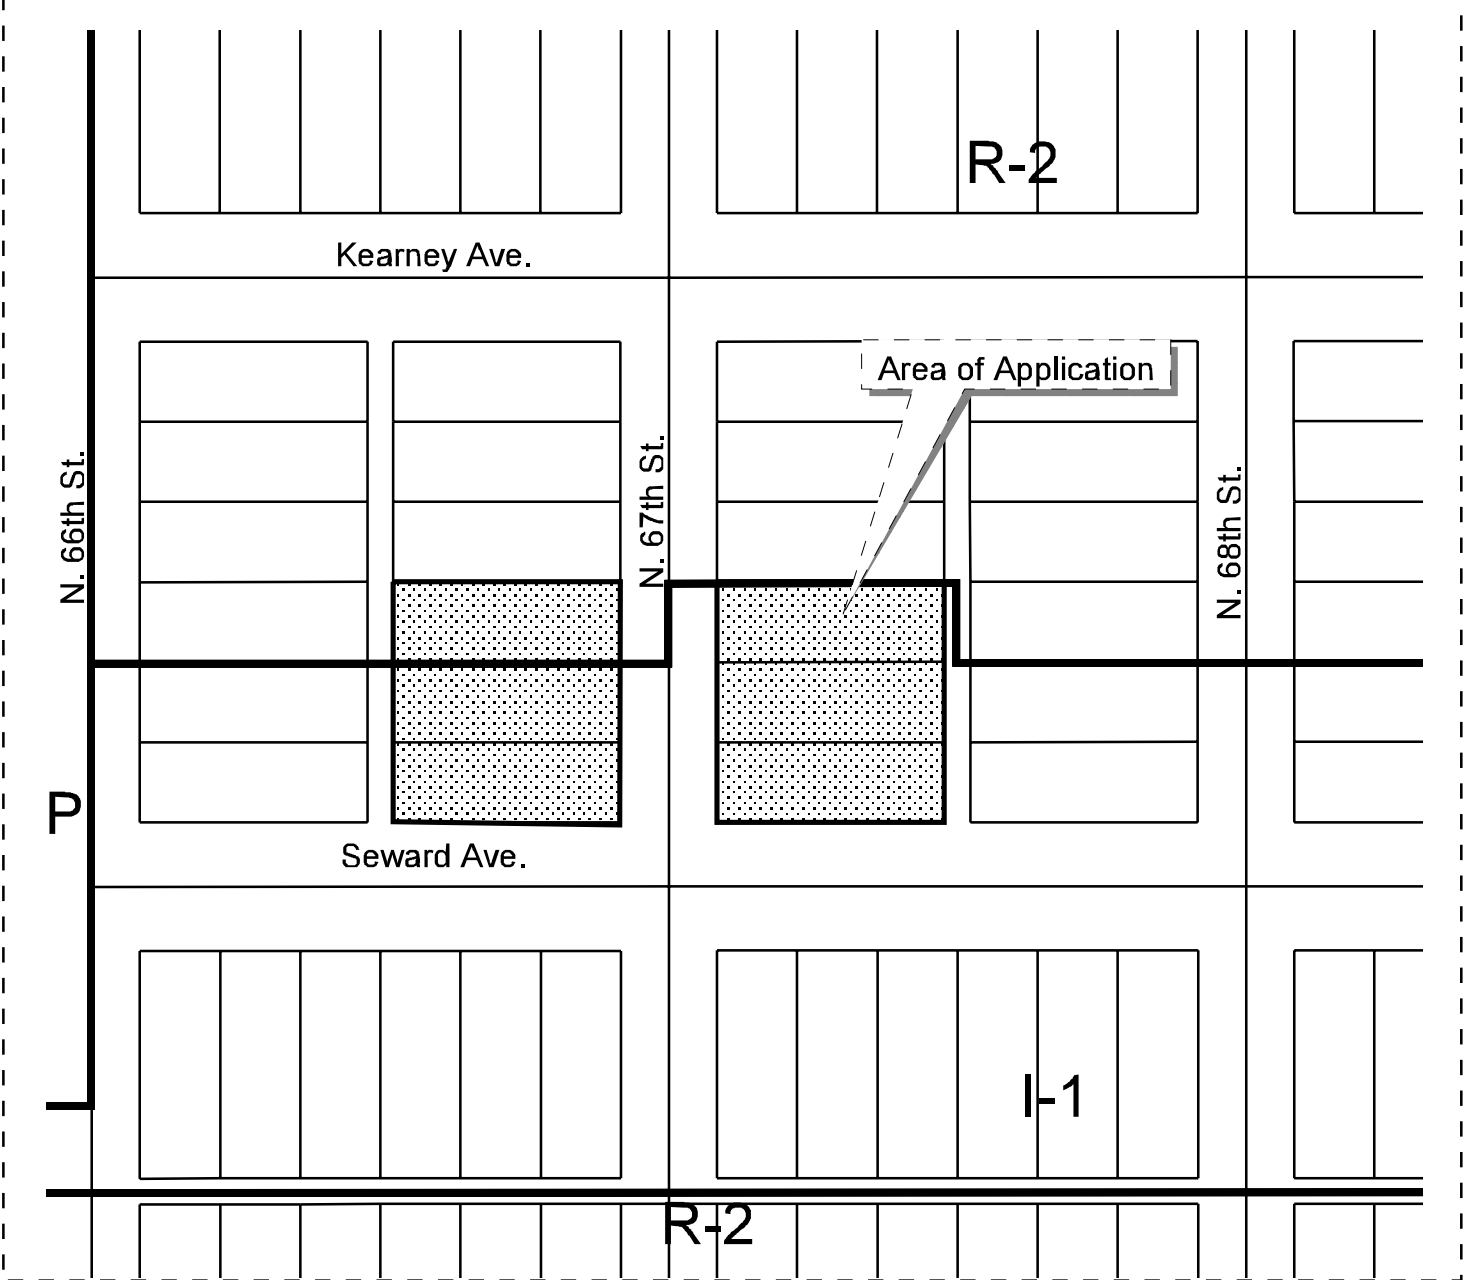 R-2
Kearney Ave.
Area of Application
N. 66th St.
N. 67th St.
N. 68th St.
P
Seward Ave.
I-1
R-2